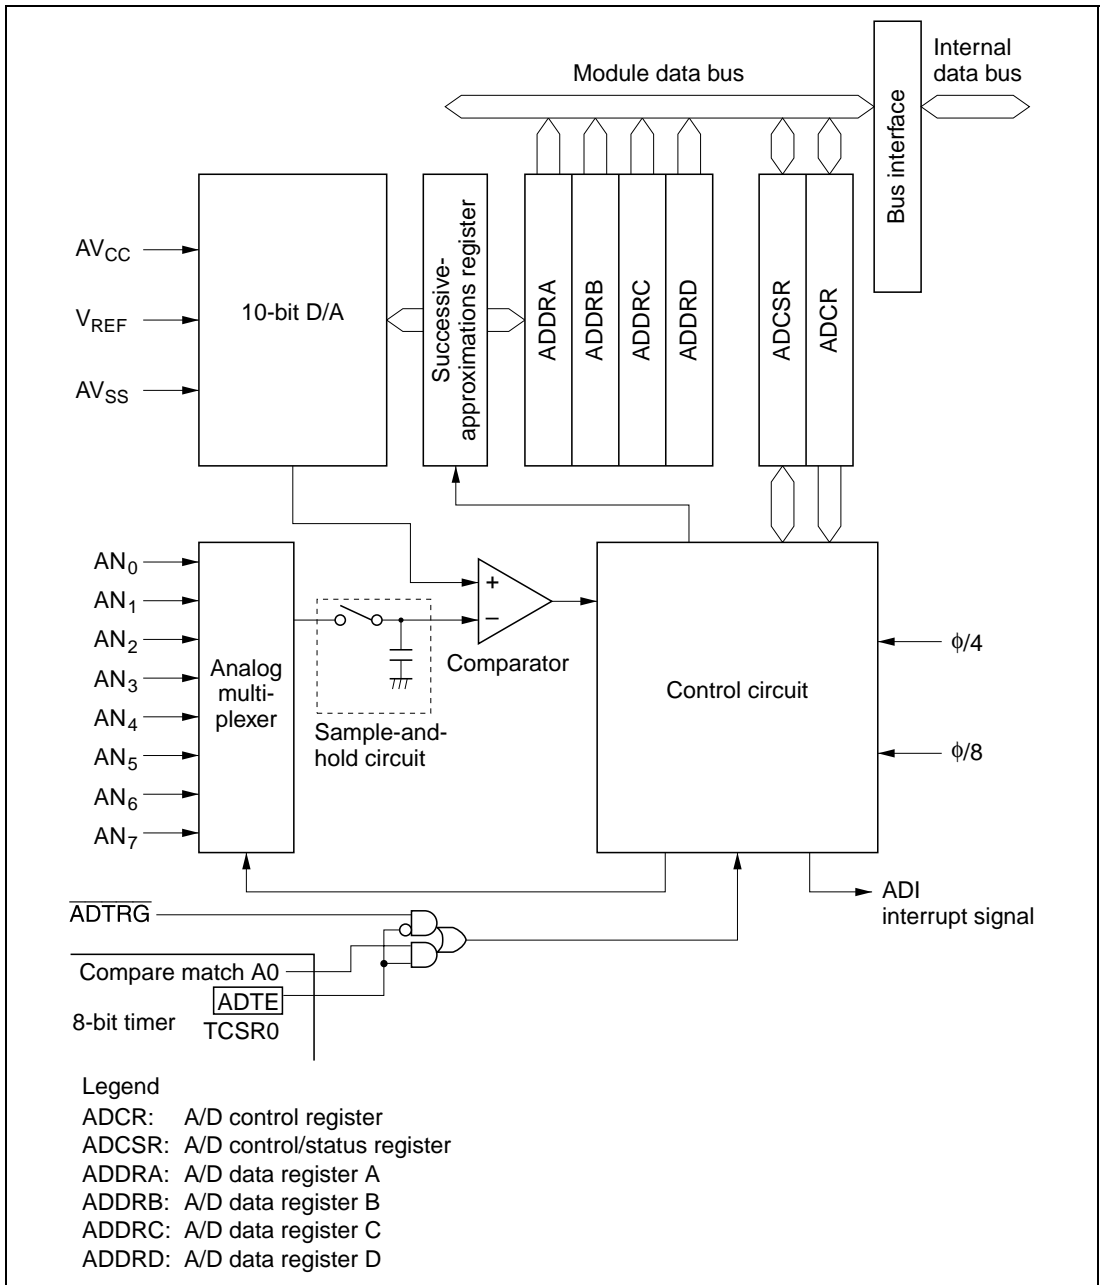 Module data bus
Internal
data bus
Bus interface
AVCC
VREF
AVSS
10-bit D/A
Successive-
approximations register
ADDRA
ADDRB
ADDRC
ADDRD
ADCSR
ADCR
AN0
AN1
AN2
AN3
AN4
AN5
AN6
AN7
Analog
multi-
plexer
Sample-and-
hold circuit
+
−
Comparator
Control circuit
ϕ/4
ϕ/8
ADI
interrupt signal
ADTRG
Compare match A0
ADTE
8-bit timer
TCSR0
Legend
ADCR: A/D control register
ADCSR: A/D control/status register
ADDRA: A/D data register A
ADDRB: A/D data register B
ADDRC: A/D data register C
ADDRD: A/D data register D